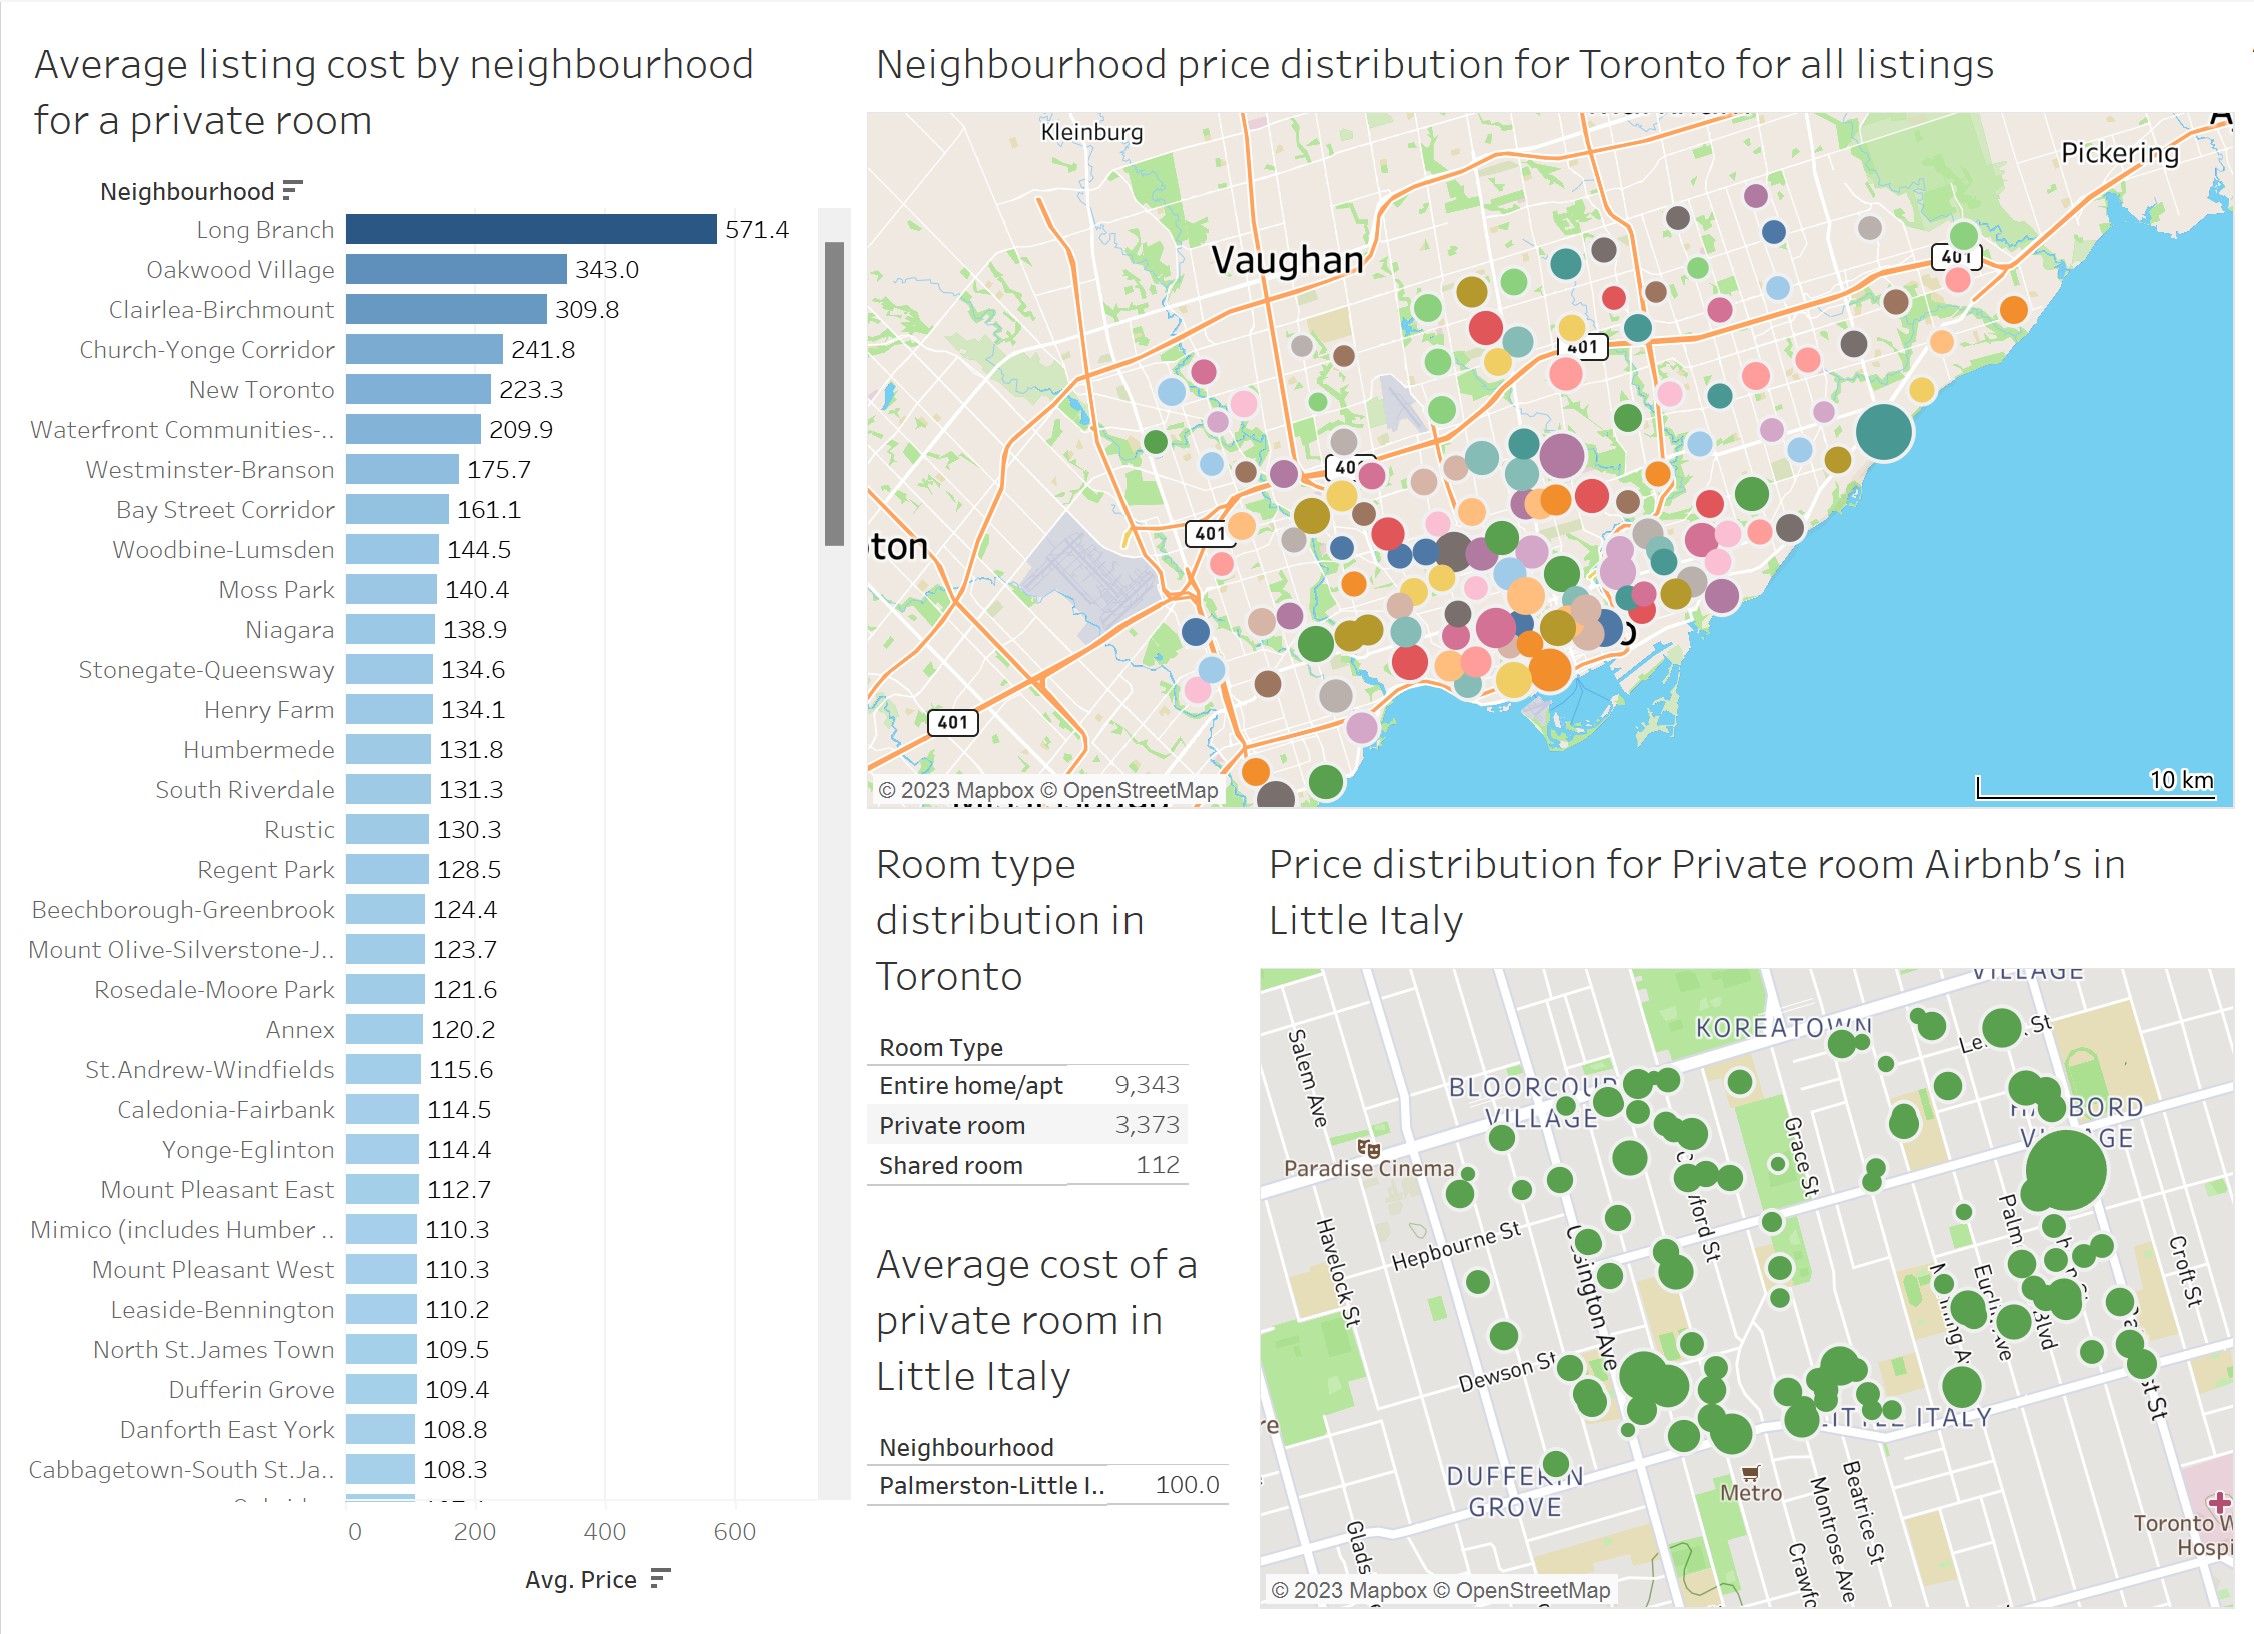 Average listing cost by neighbourhood
for a private room
Neighbourhood
Long Branch 571.4
Oakwood Village 343.0
Clairlea-Birchmount 309.8
Church-Yonge Corridor 241.8
New Toronto 223.3
Waterfront Communities-.. 209.9
Westminster-Branson 175.7
Bay Street Corridor 161.1
Woodbine-Lumsden 144.5
Moss Park 140.4
Niagara 138.9
Stonegate-Queensway 134.6
Henry Farm 134.1
Humbermede 131.8
South Riverdale 131.3
Rustic 130.3
Regent Park 128.5
Beechborough-Greenbrook 124.4
Mount Olive-Silverstone-J.. 123.7
Rosedale-Moore Park 121.6
Annex 120.2
St.Andrew-Windfields 115.6
Caledonia-Fairbank 114.5
Yonge-Eglinton 114.4
Mount Pleasant East 112.7
Mimico (includes Humber .. 110.3
Mount Pleasant West 110.3
Leaside-Bennington 110.2
North St.James Town 109.5
Dufferin Grove 109.4
Danforth East York 108.8
Cabbagetown-South St.Ja.. 108.3
0 200 400 600
Avg. Price
Neighbourhood price distribution for Toronto for all listings
Kleinburg
Pickering
Vaughan
401
401
401
401
ton
10 km
© 2023 Mapbox © OpenStreetMap
Room type
distribution in
Toronto
Room Type
Entire home/apt 9,343
Private room 3,373
Shared room 112
Average cost of a
private room in
Little Italy
Neighbourhood
Palmerston-Little I.. 100.0
Price distribution for Private room Airbnb's in
Little Italy
VILLAGE
KOREATOWN
St
Salem Ave
VILLAGE
Grace St
Paradise Cinema
Hepbourne St
Havelock St
Palm
Croft St
Dewson St
ITALY
DUFFERIN
GROVE
Metro
Beatrice St
Montrose Ave
Crawfo
Glads
Toronto W
Hospi
© 2023 Mapbox © OpenStreetMap